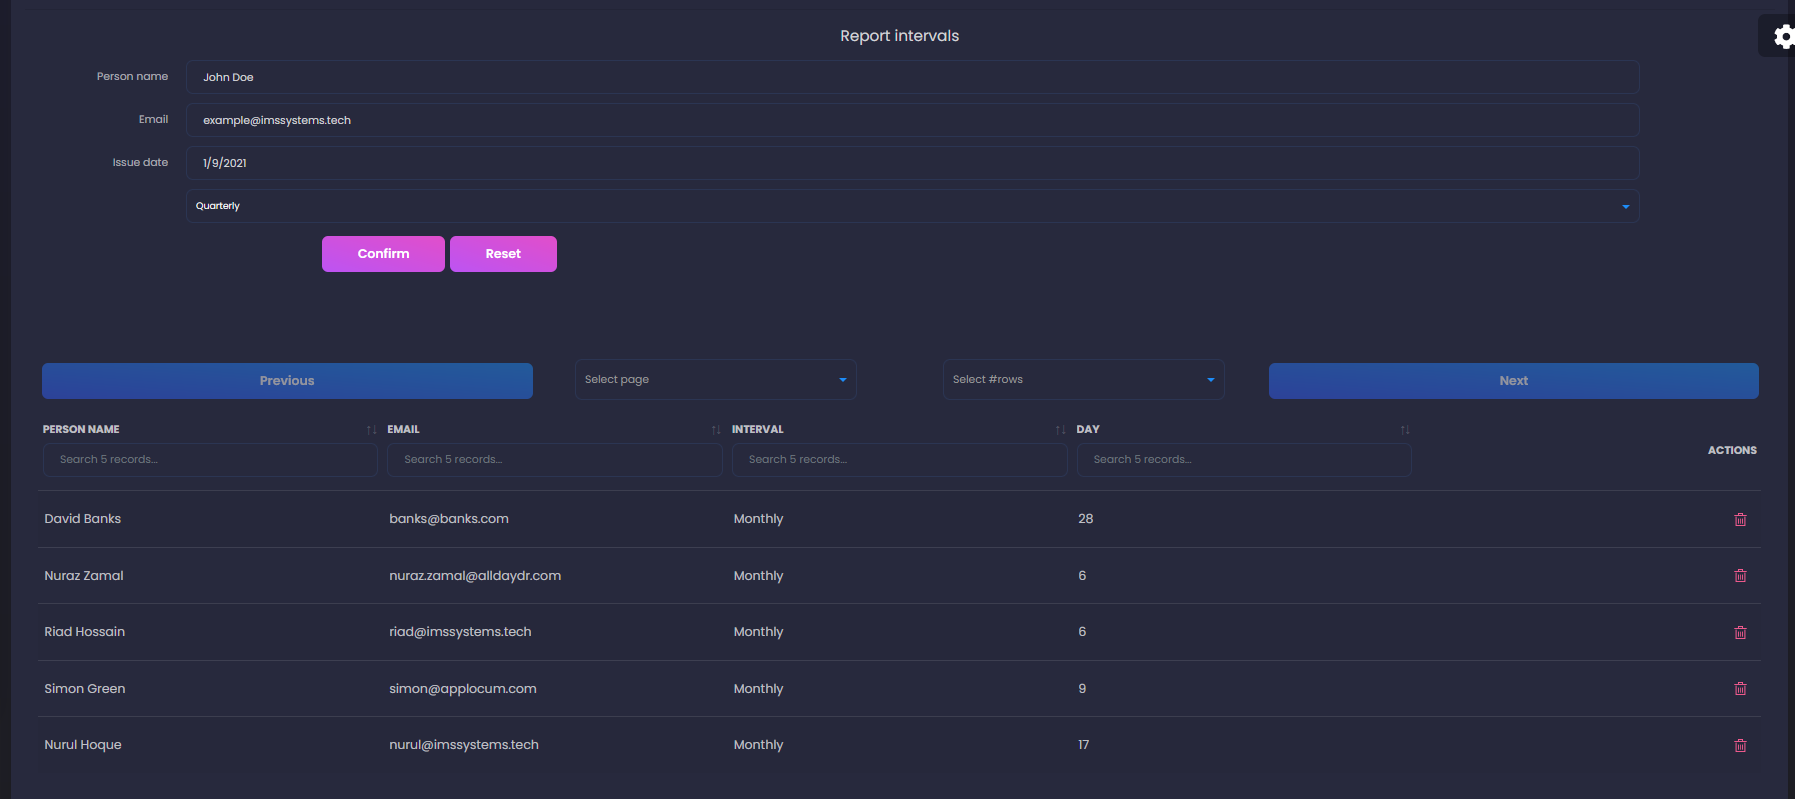 Report intervals
Person name John Doe
Email example@imssystems.tech
Issue date 1/9/2021
Quarterly
Confirm Reset
Previous Select page Select #rows Next
PERSON NAME EMAIL INTERVAL DAY
ACTIONS
Search 5 records... Search 5 records... Search 5 records... Search 5 records...
David Banks banks@banks.com Monthly 28
Nuraz Zamal nuraz.zamal@alldaydr.com Monthly 6
Riad Hossain riad@imssystems.tech Monthly 6
Simon Green simon@applocum.com Monthly 9
Nurul Hoque nurul@imssystems.tech Monthly 17